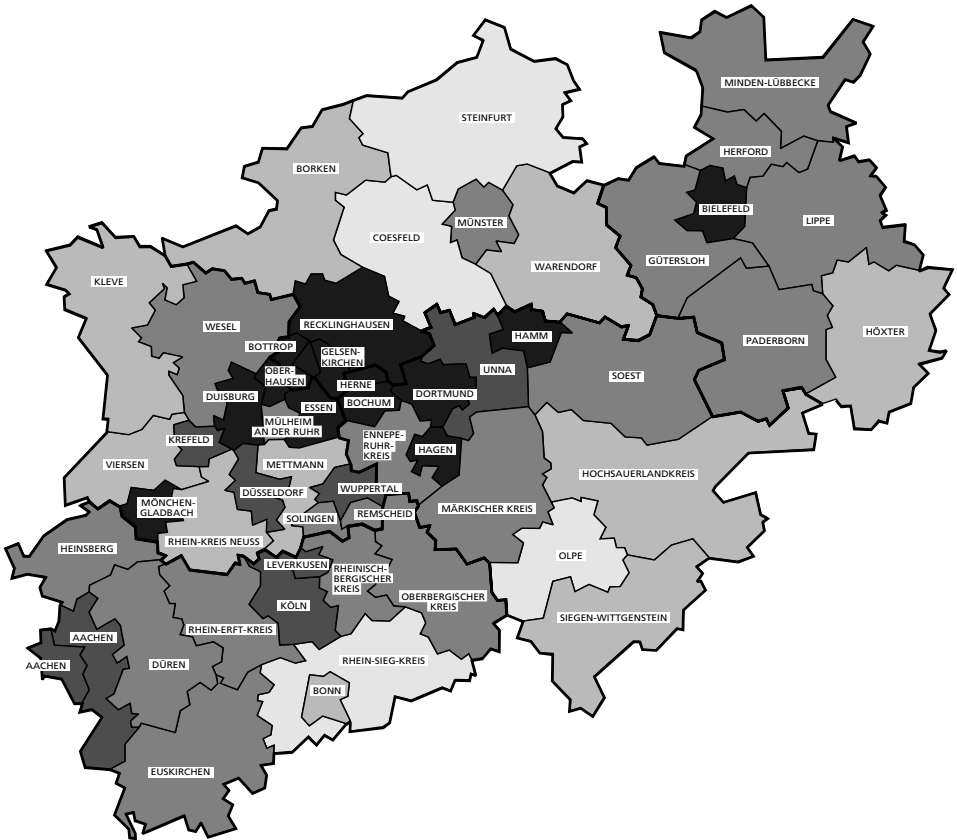 MINDEN-LÜBBECKE
STEINFURT
HERFORD
BORKEN
BIELEFELD
LIPPE
MÜNSTER
COESFELD
GÜTERSLOH
WARENDORF
KLEVE
WESEL
RECKLINGHAUSEN
HÖXTER
HAMM
PADERBORN
BOTTROP
GELSEN-
KIRCHEN
UNNA
OBER-
HAUSEN
SOEST
HERNE
DUISBURG
DORTMUND
BOCHUM
ESSEN
MÜLHEIM
AN DER RUHR
KREFELD
ENNEPE-
RUHR-
KREIS
HAGEN
VIERSEN
METTMANN
HOCHSAUERLANDKREIS
WUPPERTAL
DÜSSELDORF
MÖNCHEN-
GLADBACH
MÄRKISCHER KREIS
REMSCHEID
SOLINGEN
RHEIN-KREIS NEUSS
HEINSBERG
OLPE
LEVERKUSEN
RHEINISCH-
BERGISCHER
KREIS
OBERBERGISCHER
KREIS
KÖLN
SIEGEN-WITTGENSTEIN
RHEIN-ERFT-KREIS
AACHEN
RHEIN-SIEG-KREIS
DÜREN
AACHEN
BONN
EUSKIRCHEN